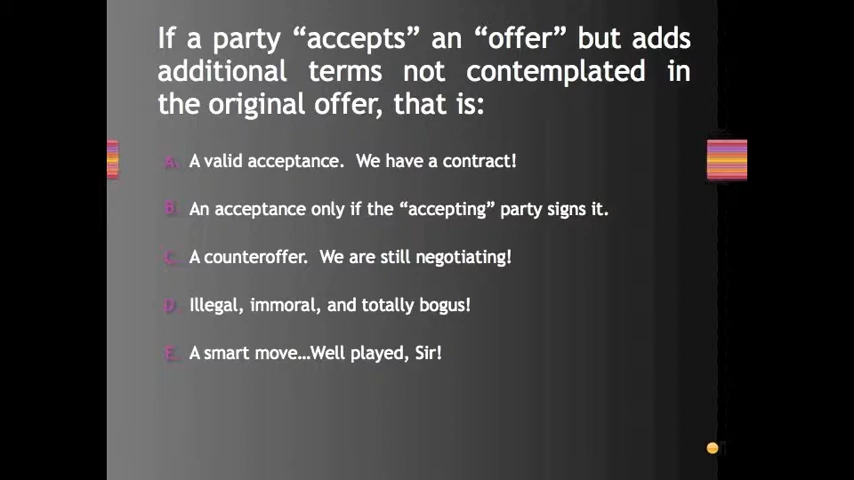 If a party “accepts” an “offer” but adds
additional terms not contemplated in
the original offer, that is:
A. A valid acceptance. We have a contract!
B. An acceptance only if the “accepting” party signs it.
C. A counteroffer. We are still negotiating!
D. Illegal, immoral, and totally bogus!
E. A smart move…Well played, Sir!